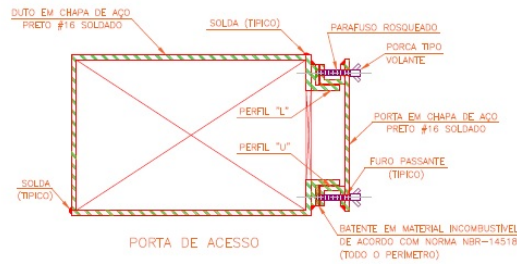 DUTO EM CHAPA DE AÇO
PRETO #16 SOLDADO
SOLDA (TIPICO)
PARAFUSO ROSQUEADO
PORCA TIPO
VOLANTE
PERFIL "L"
PORTA EM CHAPA DE AÇO
PRETO #16 SOLDADO
PERFIL "U"
FURO PASSANTE
(TIPICO)
SOLDA
(TIPICO)
BATENTE EM MATERIAL INCOMBUSTÍVEL
DE ACORDO COM NORMA NBR-14518
(TODO O PERÍMETRO)
PORTA DE ACESSO